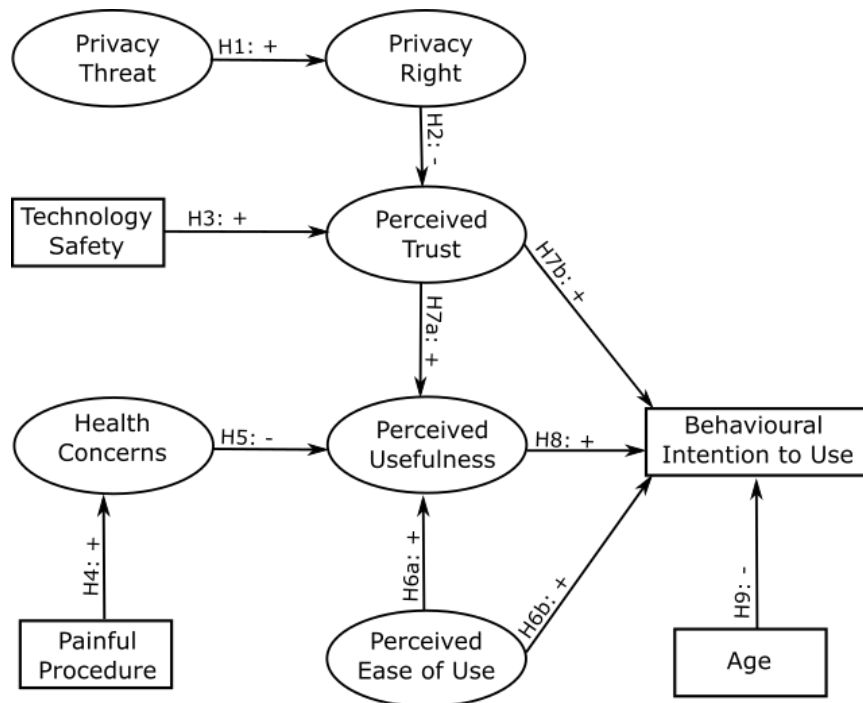 Privacy
Threat
H1: +
Privacy
Right
H2: -
Technology
Safety
H3: +
Perceived
Trust
H7b: +
H7a: +
Health
Concerns
H5: -
Perceived
Usefulness
H8: +
Behavioural
Intention to Use
H4: +
H6a: +
H6b: +
H9: -
Painful
Procedure
Perceived
Ease of Use
Age